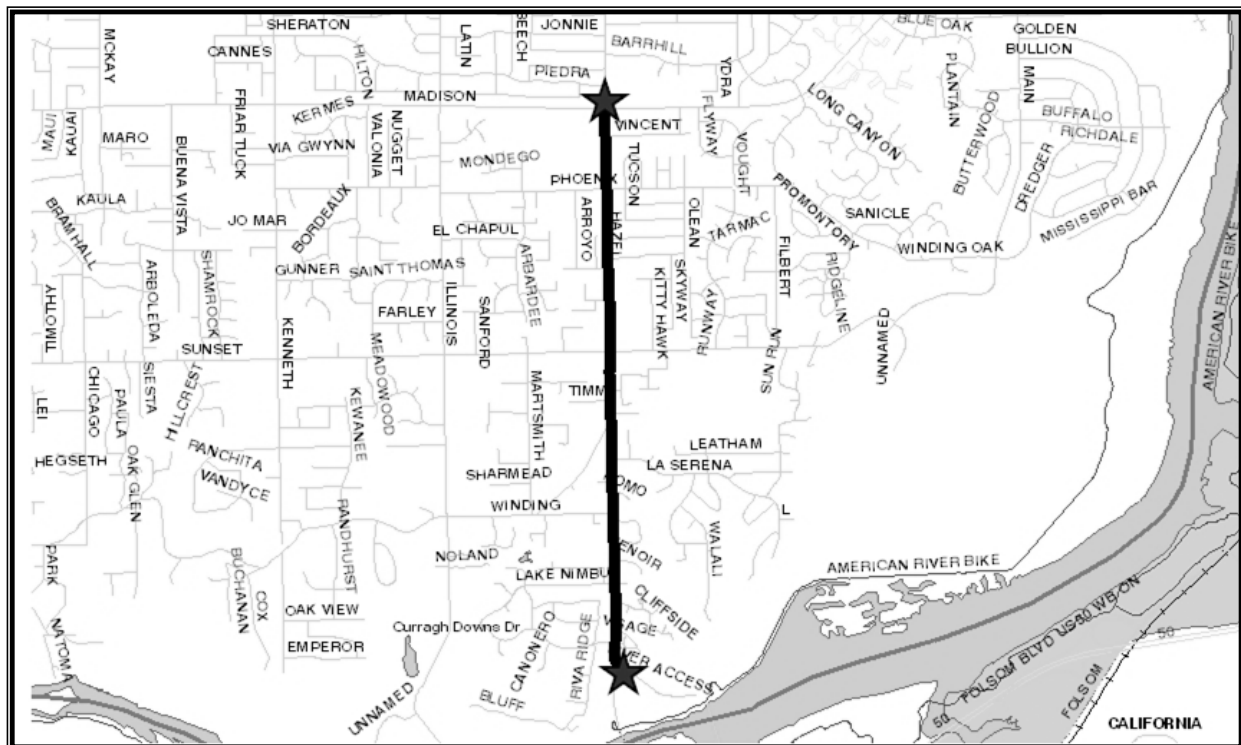 SHERATON
BEECH
JONNIE
BLUE OAK
GOLDEN
MCKAY
CANNES
HILTON
LATIN
BARRHILL
BULLION
PIEDRA
YDRA
PLANTAIN
MAIN
MADISON
FRIAR TUCK
KERMES
VALONIA
NUGGET
VINCENT
FLYWAY
LONG CANYON
BUFFALO
RICHDALE
MAUI
KAUAI
MARO
BUENA VISTA
VIA GWYNN
MONDEGO
TUCSON
VOUGHT
BUTTERWOOD
DREDGER
PHOENIX
KAULA
BRAMHALL
JO MAR
BORDEAUX
EL CHAPUL
ARROYO
HAZEL
OLEAN
TARMAC
PROMONTORY
SANICLE
MISSISSIPPI BAR
WINDING OAK
TIMOTHY
ARBOLEDA
SHAMROCK
GUNNER
SAINT THOMAS
ARBARDEE
KITTY HAWK
SKYWAY
RUNWAY
FILBERT
RIDGELINE
AMERICAN RIVER BIKE
FARLEY
ILLINOIS
SANFORD
UNNAMED
SUNSET
KENNETH
MEADOWOOD
SUN RUN
LEI
CHICAGO
PAULA
SIESTA
HILLCREST
KEWANEE
MARTSMITH
TIMM
LEATHAM
HEGSETH
OAK GLEN
RANCHITA
VANDYCE
SHARMEAD
LA SERENA
OMO
WINDING
L
PARK
BUCHANAN
RANDHURST
NOLAND
ENOIR
WALALI
AMERICAN RIVER BIKE
LAKE NIMBU
CLIFFSIDE
COX
OAK VIEW
NATOMA
EMPEROR
Curragh Downs Dr
CANONERO
RIVA RIDGE
VISAGE
VER ACCESS
FOLSOM BLVD US50 WB ON
50
FOLSOM
UNNAMED
BLUFF
50
CALIFORNIA